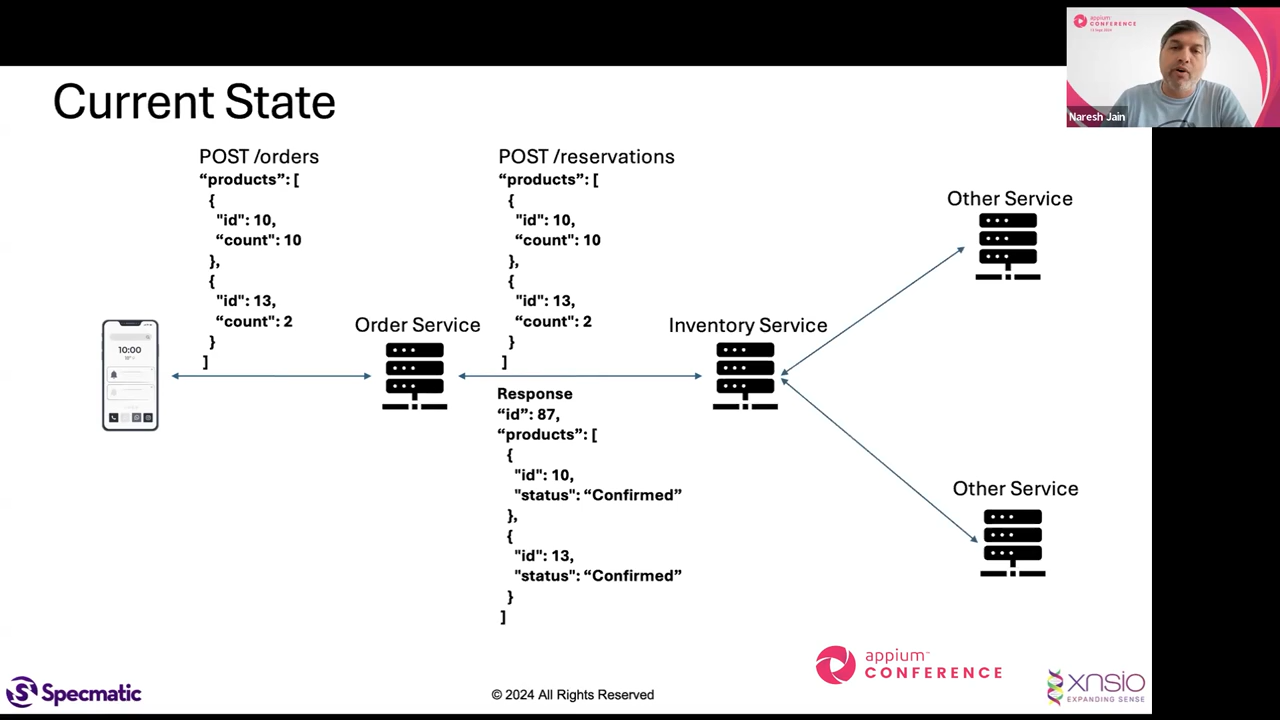 appium
CONFERENCE
Naresh Jain
Current State
POST /orders
“products”: [
{
"id": 10,
“count": 10
},
{
"id": 13,
“count": 2
}
]
POST /reservations
“products”: [
{
"id": 10,
“count": 10
},
{
"id": 13,
“count": 2
}
]
Response
“id”: 87,
“products”: [
{
"id": 10,
"status": “Confirmed”
},
{
"id": 13,
"status": “Confirmed”
}
]
10:00
Order Service
Inventory Service
Other Service
Other Service
Specmatic
© 2024 All Rights Reserved
appium™
CONFERENCE
xnsio
EXPANDING SENSE